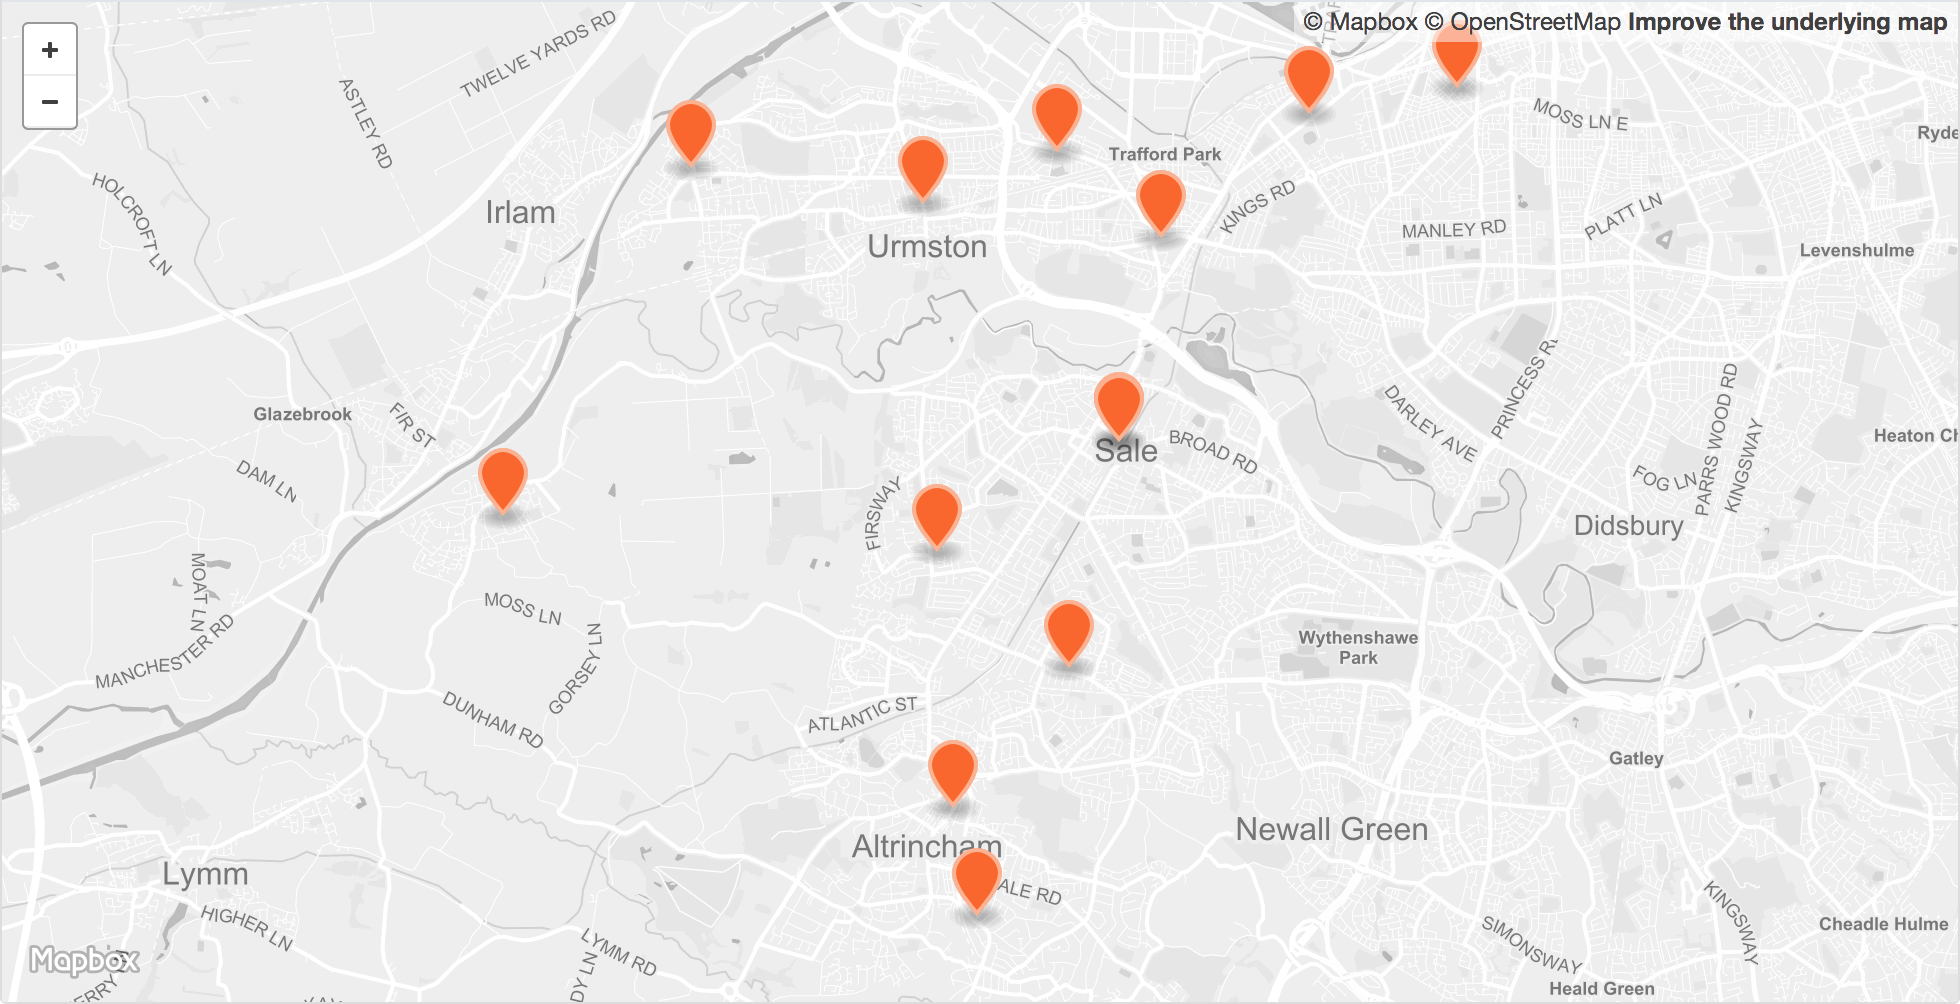 © Mapbox © OpenStreetMap Improve the underlying map
+
−
TWELVE YARDS RD
ASTLEY RD
MOSS LN E
Trafford Park
HOLCROFT LN
Irlam
KINGS RD
PLATT LN
MANLEY RD
Urmston
Levenshulme
PRINCESS
Glazebrook
FIR ST
DARLEY AVE
PARRS WOOD RD
KINGSWAY
BROAD RD
Sale
DAM LN
FOG LN
FIRSWAY
Didsbury
MOAT LN
MOSS LN
GORSEY LN
Wythenshawe
Park
MANCHESTER RD
DUNHAM RD
ATLANTIC ST
Gatley
Newall Green
Altrincham
Lymm
ALE RD
HIGHER LN
KINGSWAY
Cheadle Hulme
SIMONSWAY
LYMM RD
Mapbox
Heald Green